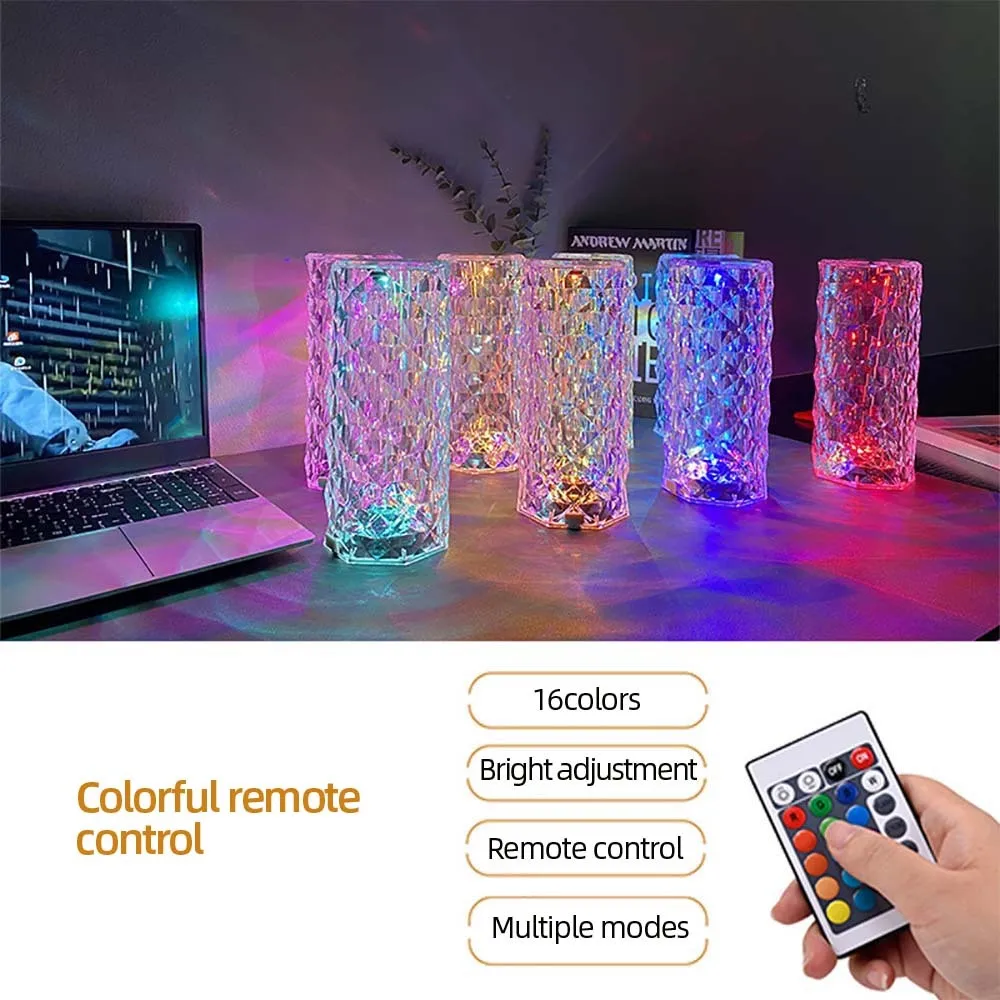 ANDREW MARTIN
16colors
Bright adjustment
Colorful remote
control
Remote control
Multiple modes
OFF
ON
R
G
B
W